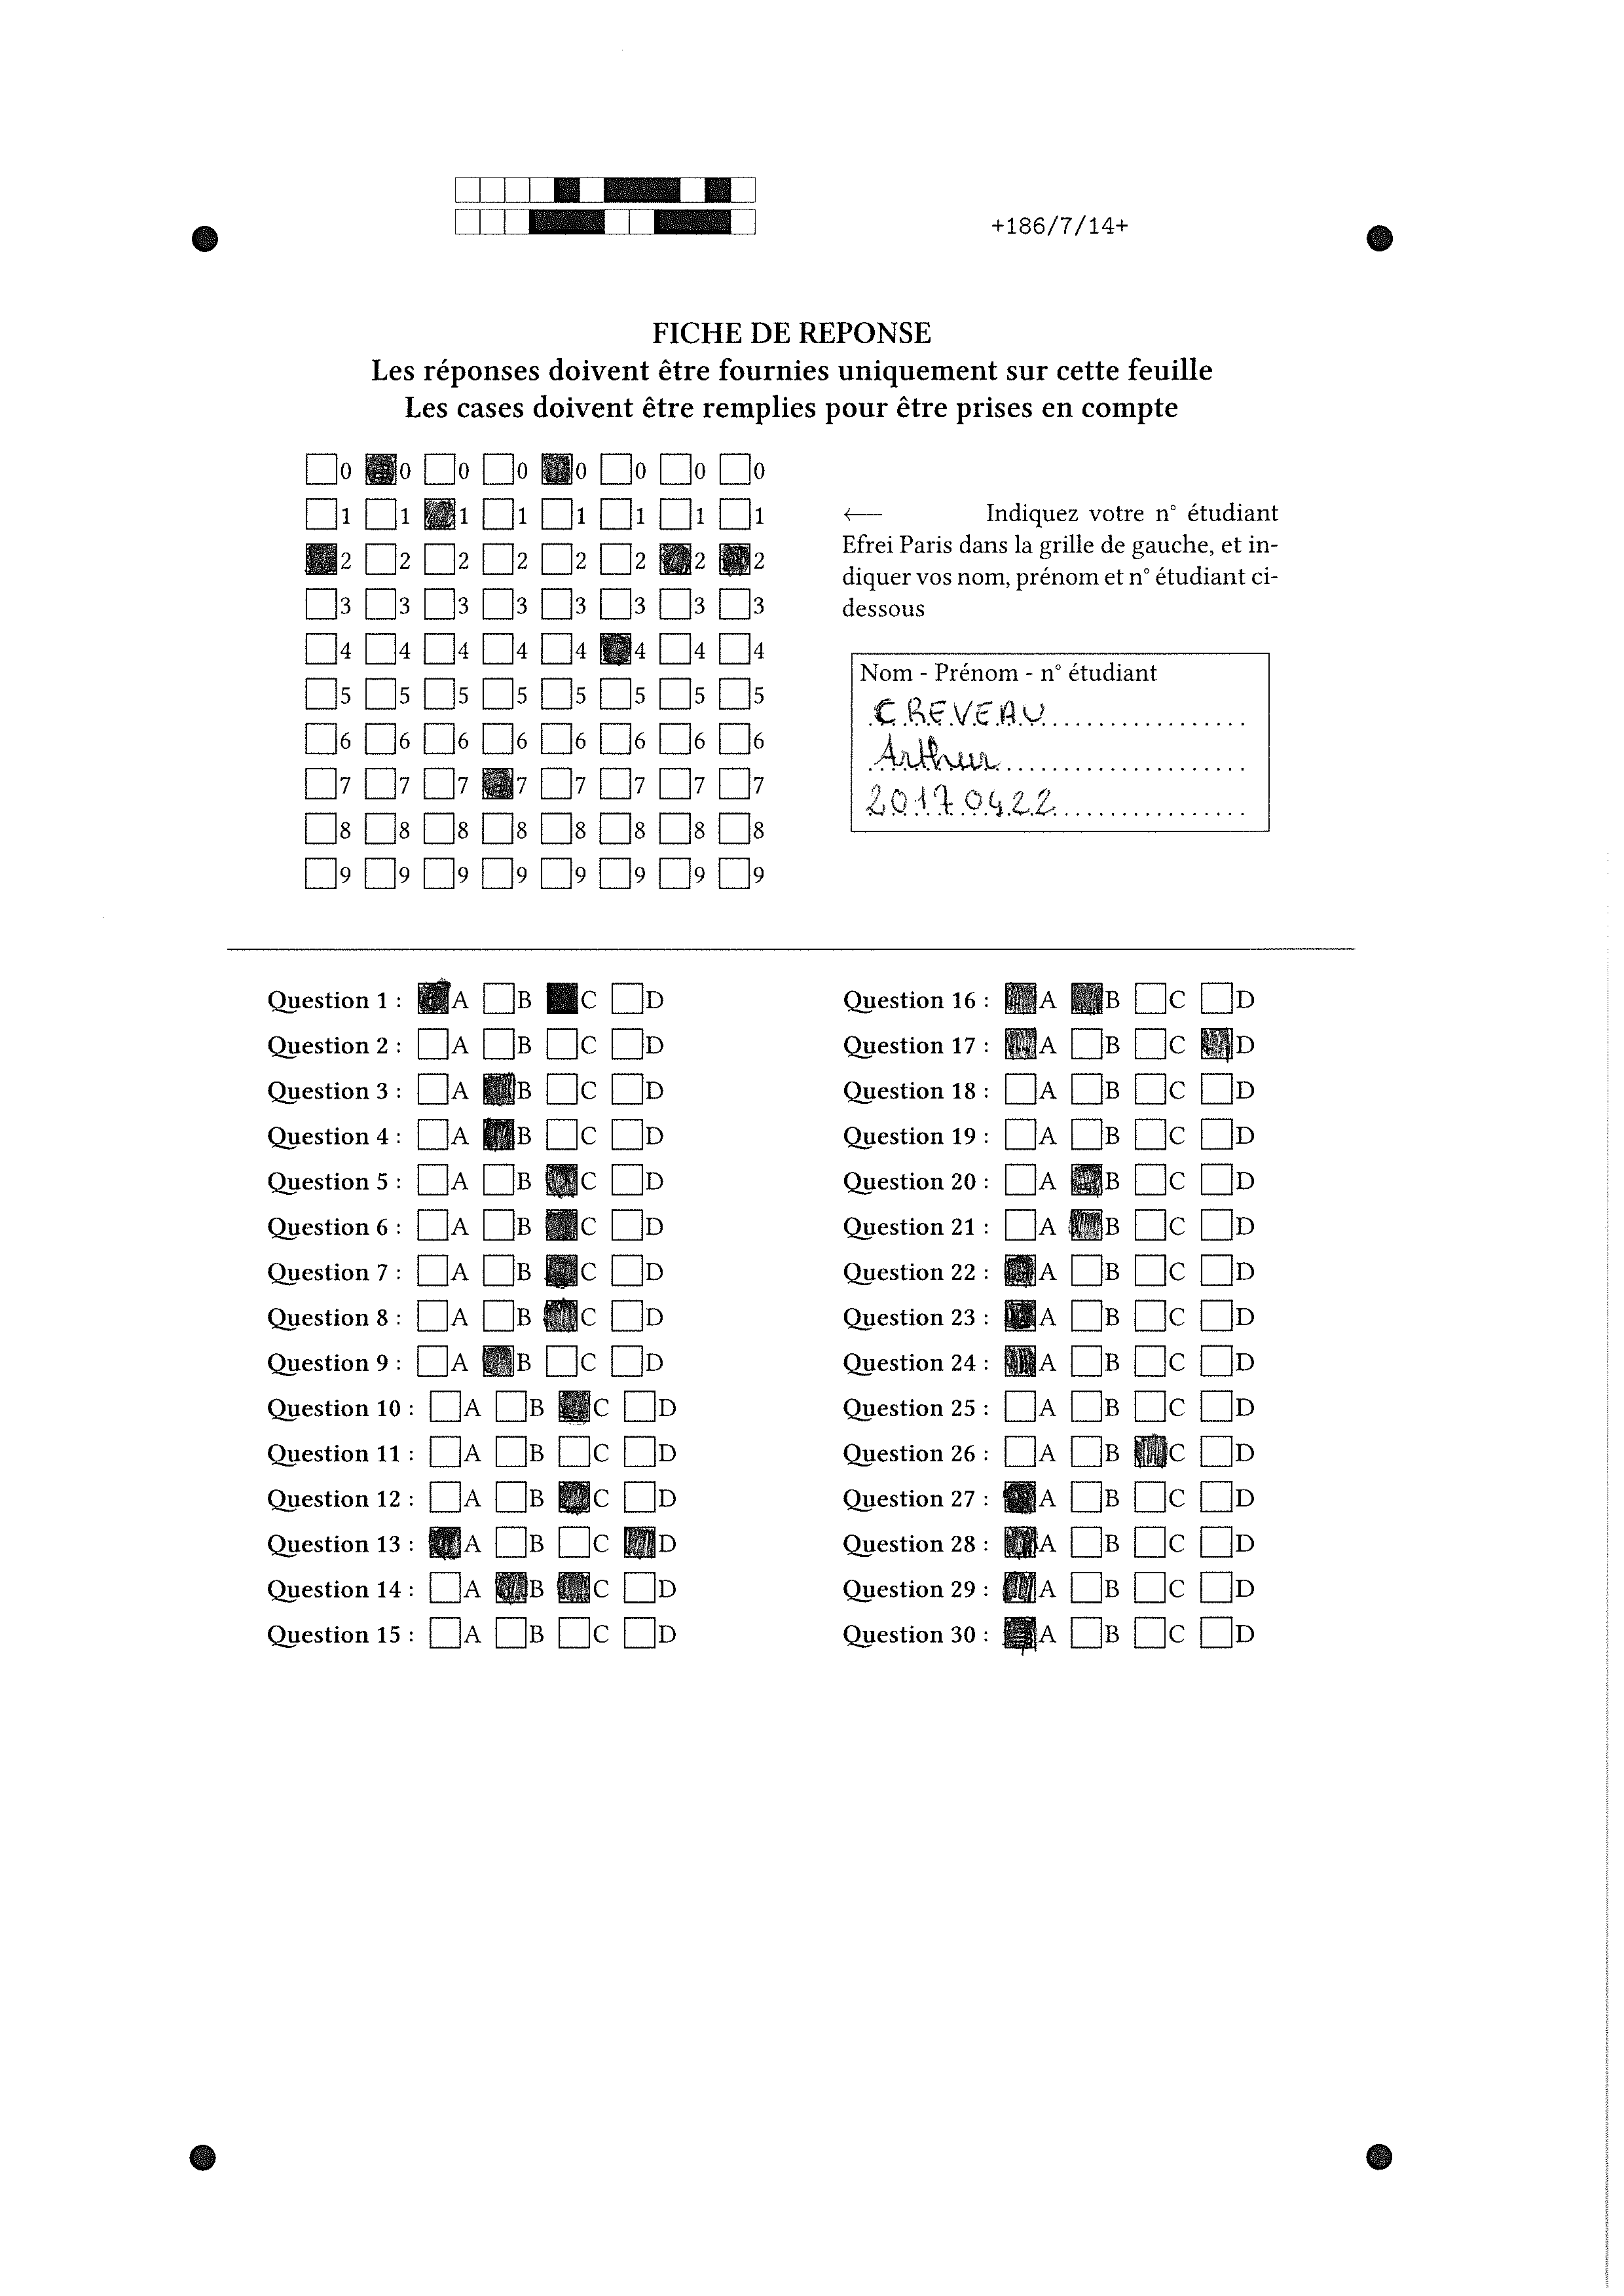 +186/7/14+
FICHE DE REPONSE
Les réponses doivent être fournies uniquement sur cette feuille
Les cases doivent être remplies pour être prises en compte
0 0 0 0 0 0 0 0
1 1 1 1 1 1 1 1
2 2 2 2 2 2 2 2
3 3 3 3 3 3 3 3
4 4 4 4 4 4 4 4
5 5 5 5 5 5 5 5
6 6 6 6 6 6 6 6
7 7 7 7 7 7 7 7
8 8 8 8 8 8 8 8
9 9 9 9 9 9 9 9
← Indiquez votre n° étudiant
Efrei Paris dans la grille de gauche, et in-
diquer vos nom, prénom et n° étudiant ci-
dessous
Nom - Prénom - n° étudiant
CREVEAU
Arthur
20170422
Question 1 : A B C D
Question 2 : A B C D
Question 3 : A B C D
Question 4 : A B C D
Question 5 : A B C D
Question 6 : A B C D
Question 7 : A B C D
Question 8 : A B C D
Question 9 : A B C D
Question 10 : A B C D
Question 11 : A B C D
Question 12 : A B C D
Question 13 : A B C D
Question 14 : A B C D
Question 15 : A B C D
Question 16 : A B C D
Question 17 : A B C D
Question 18 : A B C D
Question 19 : A B C D
Question 20 : A B C D
Question 21 : A B C D
Question 22 : A B C D
Question 23 : A B C D
Question 24 : A B C D
Question 25 : A B C D
Question 26 : A B C D
Question 27 : A B C D
Question 28 : A B C D
Question 29 : A B C D
Question 30 : A B C D